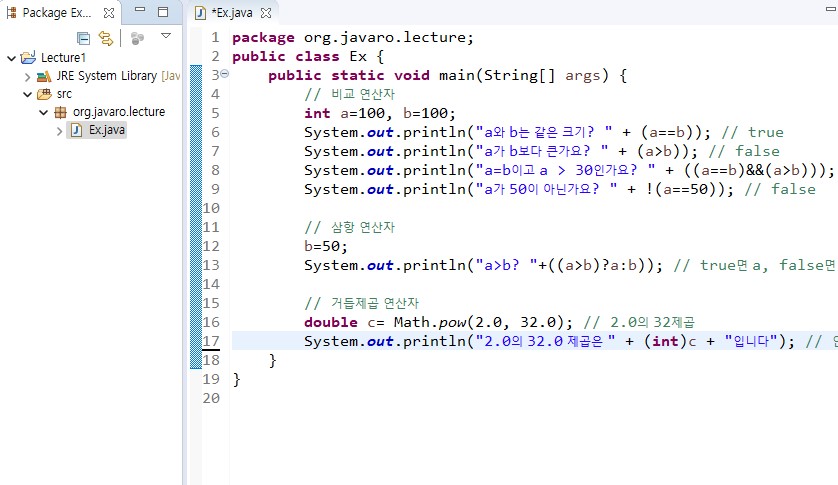 Package Ex...
*Ex.java
Lecture1
JRE System Library [Jav
src
org.javaro.lecture
Ex.java
1 package org.javaro.lecture;
2 public class Ex {
3 public static void main(String[] args) {
4 // 비교 연산자
5 int a=100, b=100;
6 System.out.println("a와 b는 같은 크기? " + (a==b)); // true
7 System.out.println("a가 b보다 큰가요? " + (a>b)); // false
8 System.out.println("a=b이고 a > 30인가요? " + ((a==b)&&(a>b)));
9 System.out.println("a가 50이 아닌가요? " + !(a==50)); // false
10
11 // 삼항 연산자
12 b=50;
13 System.out.println("a>b? "+((a>b)?a:b)); // true면 a, false면
14
15 // 거듭제곱 연산자
16 double c= Math.pow(2.0, 32.0); // 2.0의 32제곱
17 System.out.println("2.0의 32.0 제곱은 " + (int)c + "입니다"); //
18 }
19 }
20